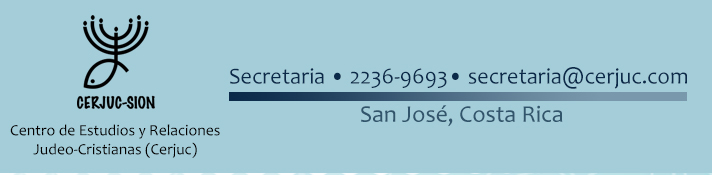 CERJUC-SION
Centro de Estudios y Relaciones
Judeo-Cristianas (Cerjuc)
Secretaria • 2236-9693 • secretaria@cerjuc.com
San José, Costa Rica